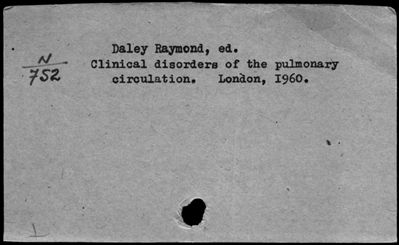 Daley Raymond, ed.
N
752
Clinical disorders of the pulmonary
circulation. London, 1960.